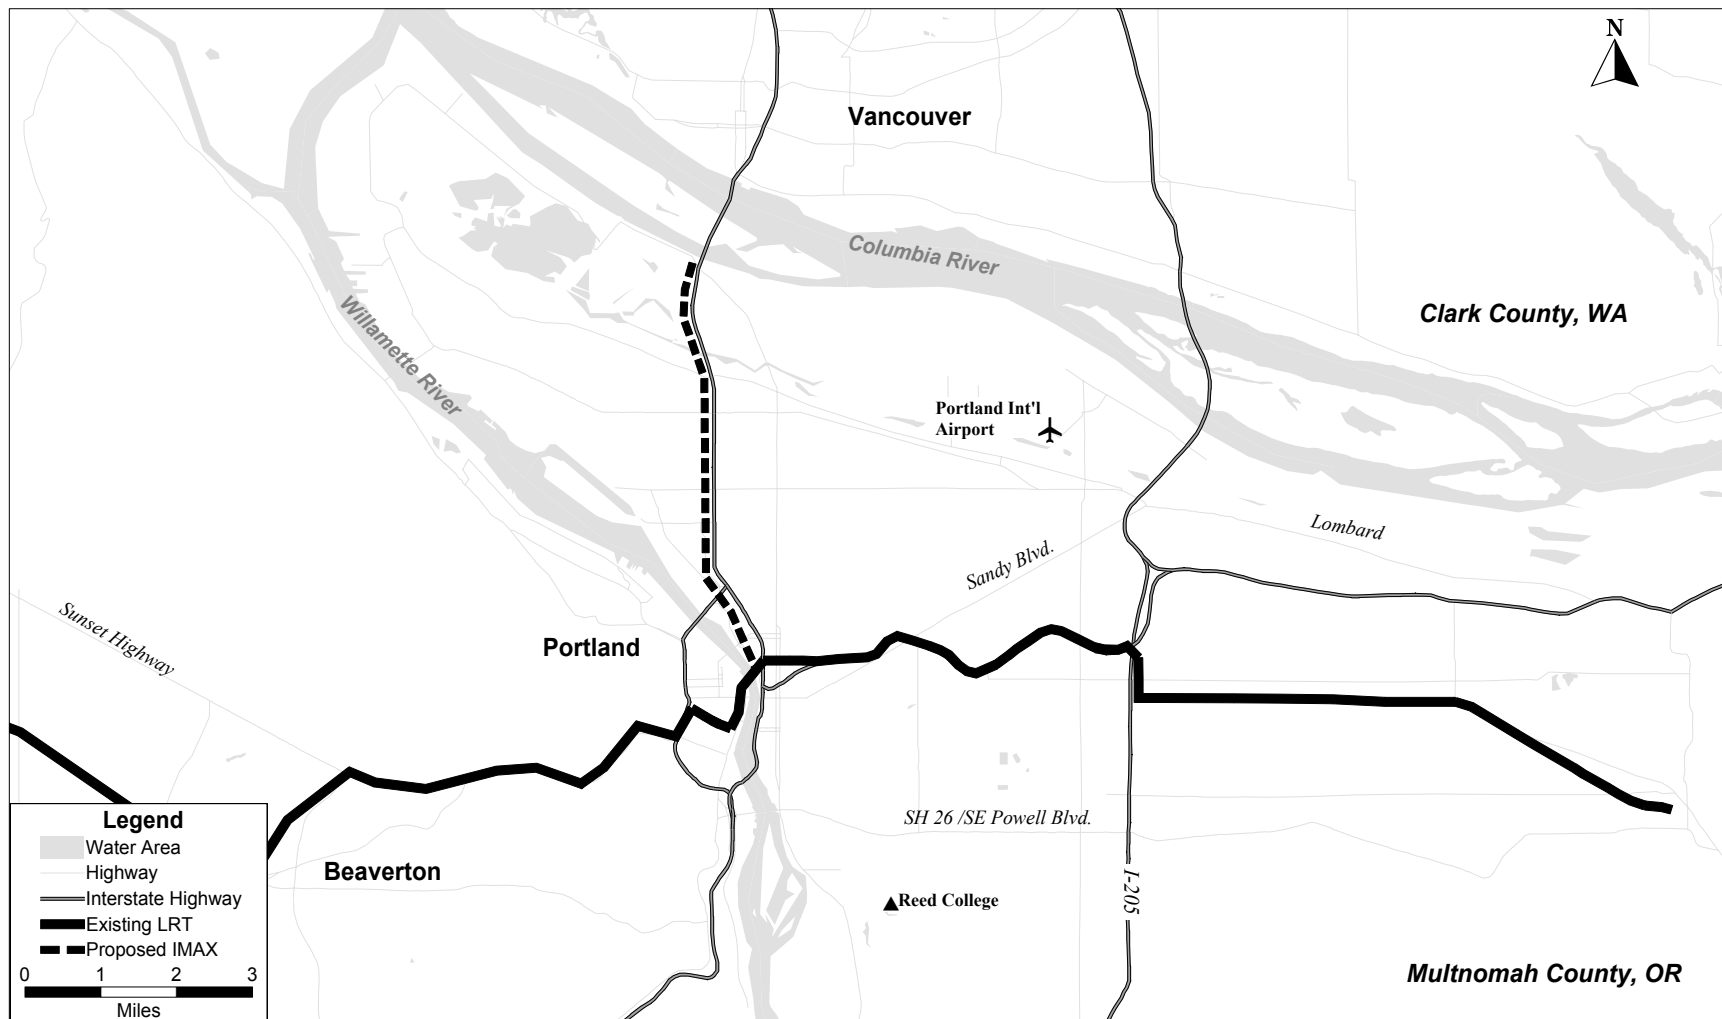 N
Vancouver
Columbia River
Clark County, WA
Willamette River
Portland Int'l
Airport
Lombard
Sandy Blvd.
Sunset Highway
Portland
SH 26 /SE Powell Blvd.
Beaverton
I-205
Reed College
Multnomah County, OR
Legend
Water Area
Highway
Interstate Highway
Existing LRT
Proposed IMAX
0 1 2 3
Miles